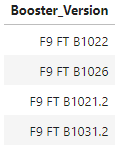 Booster_Version
F9 FT B1022
F9 FT B1026
F9 FT B1021.2
F9 FT B1031.2